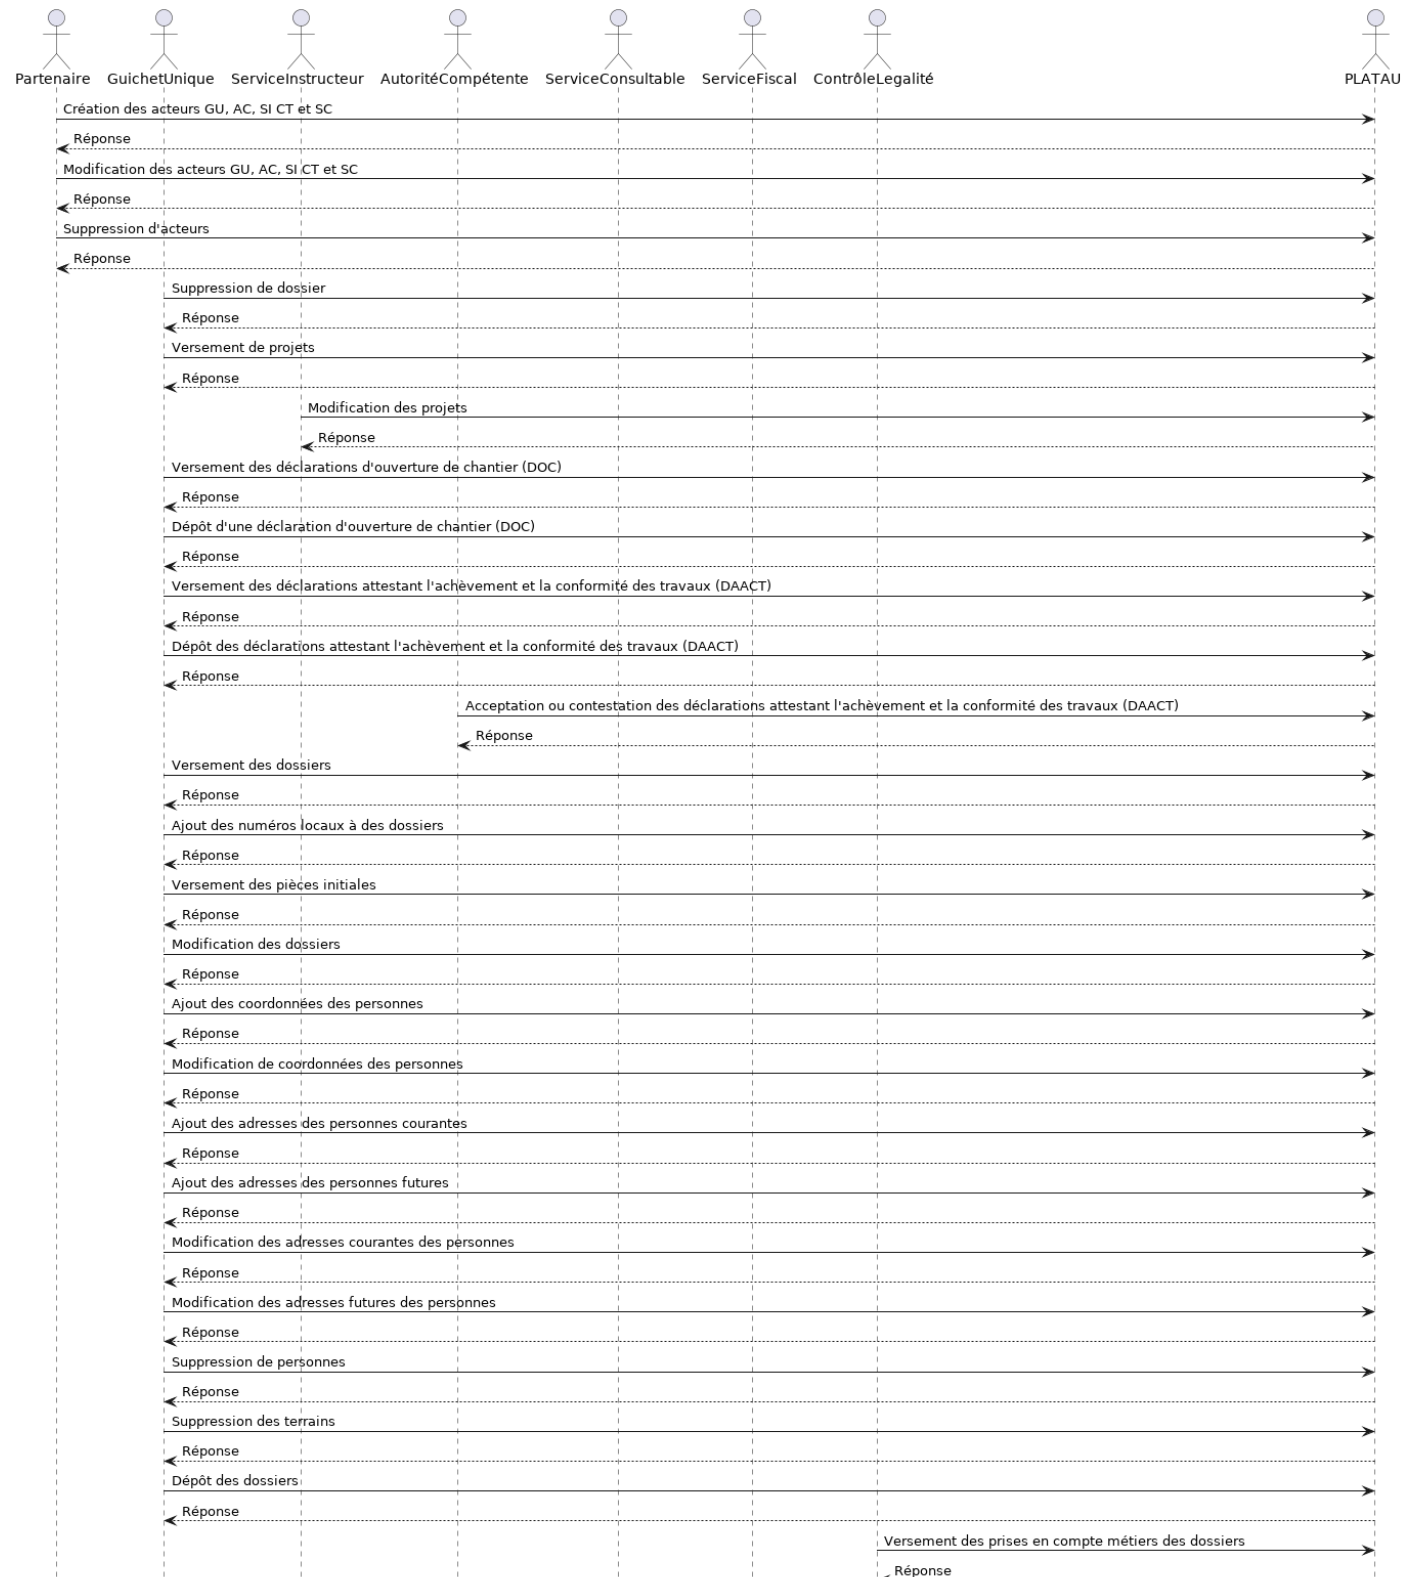 Partenaire GuichetUnique ServiceInstructeur AutoritéCompétente ServiceConsultable ServiceFiscal ContrôleLegalité PLATAU
Création des acteurs GU, AC, SI CT et SC
Réponse
Modification des acteurs GU, AC, SI CT et SC
Réponse
Suppression d'acteurs
Réponse
Suppression de dossier
Réponse
Versement de projets
Réponse
Modification des projets
Réponse
Versement des déclarations d'ouverture de chantier (DOC)
Réponse
Dépôt d'une déclaration d'ouverture de chantier (DOC)
Réponse
Versement des déclarations attestant l'achèvement et la conformité des travaux (DAACT)
Réponse
Dépôt des déclarations attestant l'achèvement et la conformité des travaux (DAACT)
Réponse
Acceptation ou contestation des déclarations attestant l'achèvement et la conformité des travaux (DAACT)
Réponse
Versement des dossiers
Réponse
Ajout des numéros locaux à des dossiers
Réponse
Versement des pièces initiales
Réponse
Modification des dossiers
Réponse
Ajout des coordonnées des personnes
Réponse
Modification de coordonnées des personnes
Réponse
Ajout des adresses des personnes courantes
Réponse
Ajout des adresses des personnes futures
Réponse
Modification des adresses courantes des personnes
Réponse
Modification des adresses futures des personnes
Réponse
Suppression de personnes
Réponse
Suppression des terrains
Réponse
Dépôt des dossiers
Réponse
Versement des prises en compte métiers des dossiers
Réponse